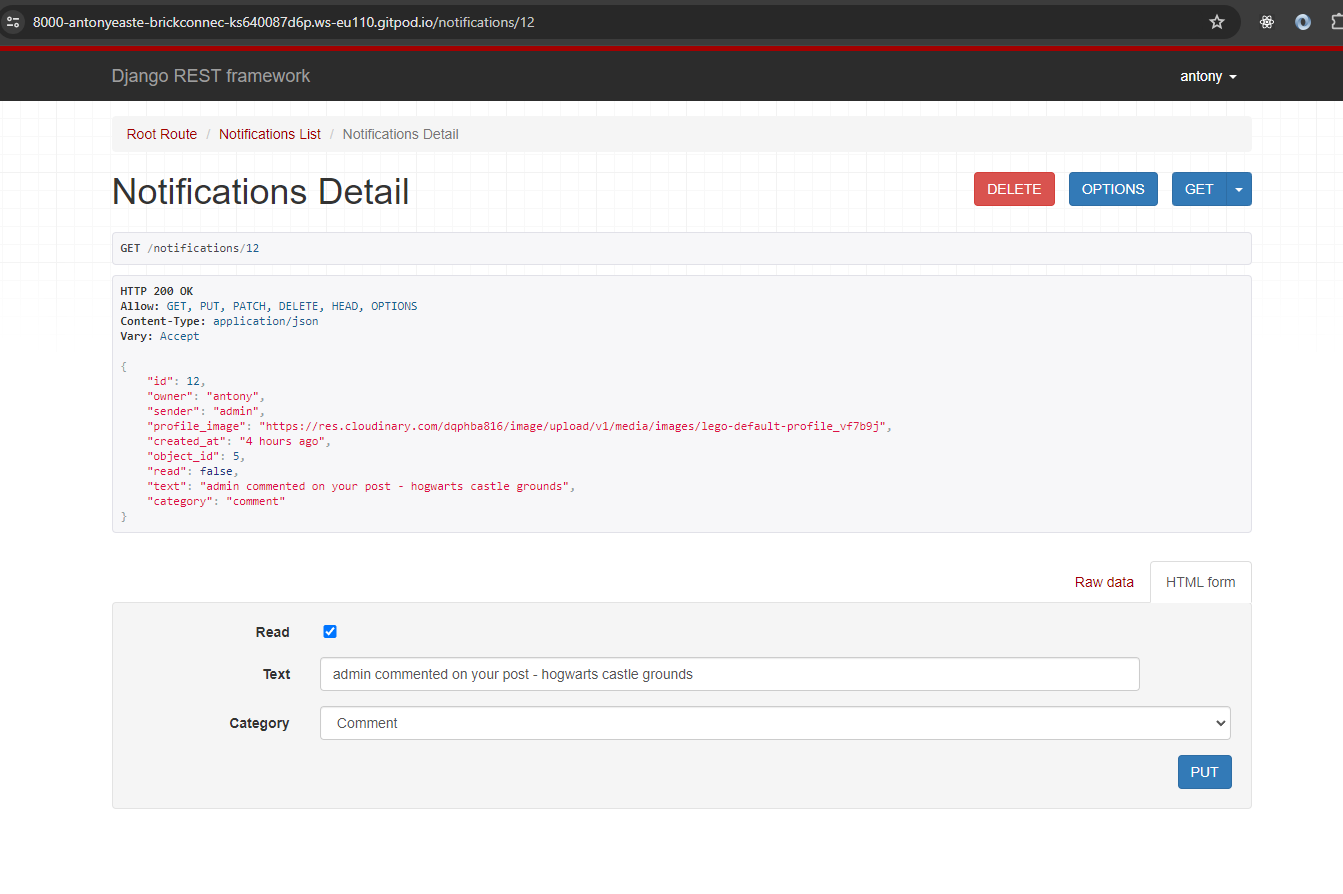 8000-antonyeaste-brickconnec-ks640087d6p.ws-eu110.gitpod.io/notifications/12
Django REST framework
antony
Root Route / Notifications List / Notifications Detail
Notifications Detail
DELETE
OPTIONS
GET
GET /notifications/12
HTTP 200 OK
Allow: GET, PUT, PATCH, DELETE, HEAD, OPTIONS
Content-Type: application/json
Vary: Accept
{
    "id": 12,
    "owner": "antony",
    "sender": "admin",
    "profile_image": "https://res.cloudinary.com/dqphba816/image/upload/v1/media/images/lego-default-profile_vf7b9j",
    "created_at": "4 hours ago",
    "object_id": 5,
    "read": false,
    "text": "admin commented on your post - hogwarts castle grounds",
    "category": "comment"
}
Raw data
HTML form
Read
Text
admin commented on your post - hogwarts castle grounds
Category
Comment
PUT